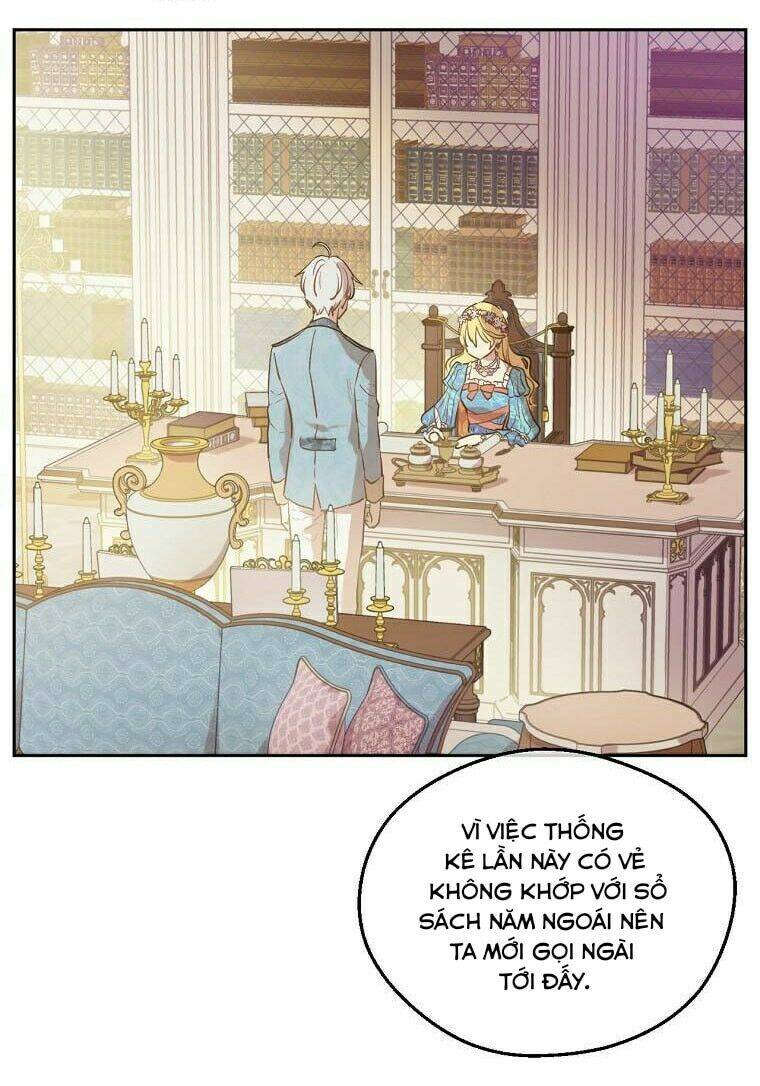 VÌ VIỆC THỐNG
KÊ LẦN NÀY CÓ VẺ
KHÔNG KHỚP VỚI SỔ
SÁCH NĂM NGOÁI NÊN
TA MỚI GỌI NGÀI
TỚI ĐẤY.